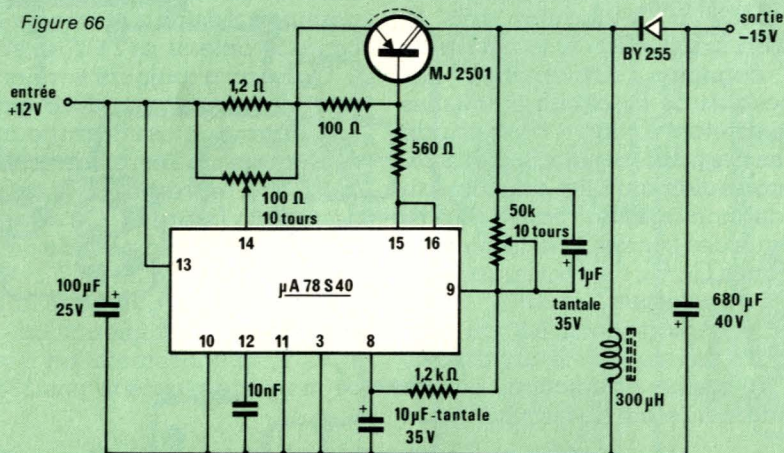 Figure 66
sortie
–15V
BY 255
MJ 2501
entrée
+12V
1,2 Ω
100 Ω
560 Ω
100 Ω
10 tours
50k
10 tours
14
15
16
13
µA 78 S 40
9
1µF
tantale
35V
100µF
25V
680 µF
40V
10
12
11
3
8
10nF
1,2 kΩ
10µF-tantale
35V
300µH